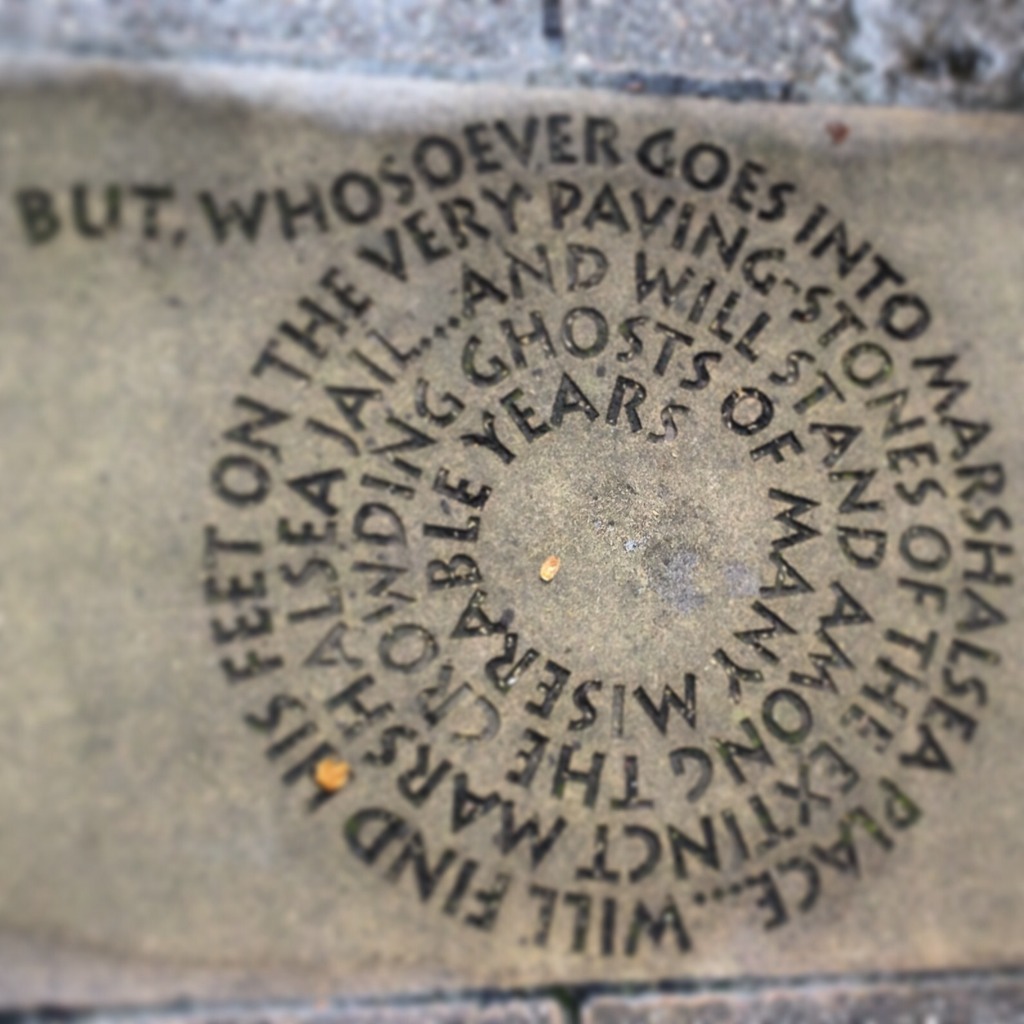 BUT, WHOSOEVER GOES INTO MARSHALSEA PLACE... WILL FIND HIS FEET ON THE VERY PAVING-STONES OF THE EXTINCT MARSHALSEA JAIL... AND WILL STAND AMONG THE CROWDING GHOSTS OF MANY MISERABLE YEARS